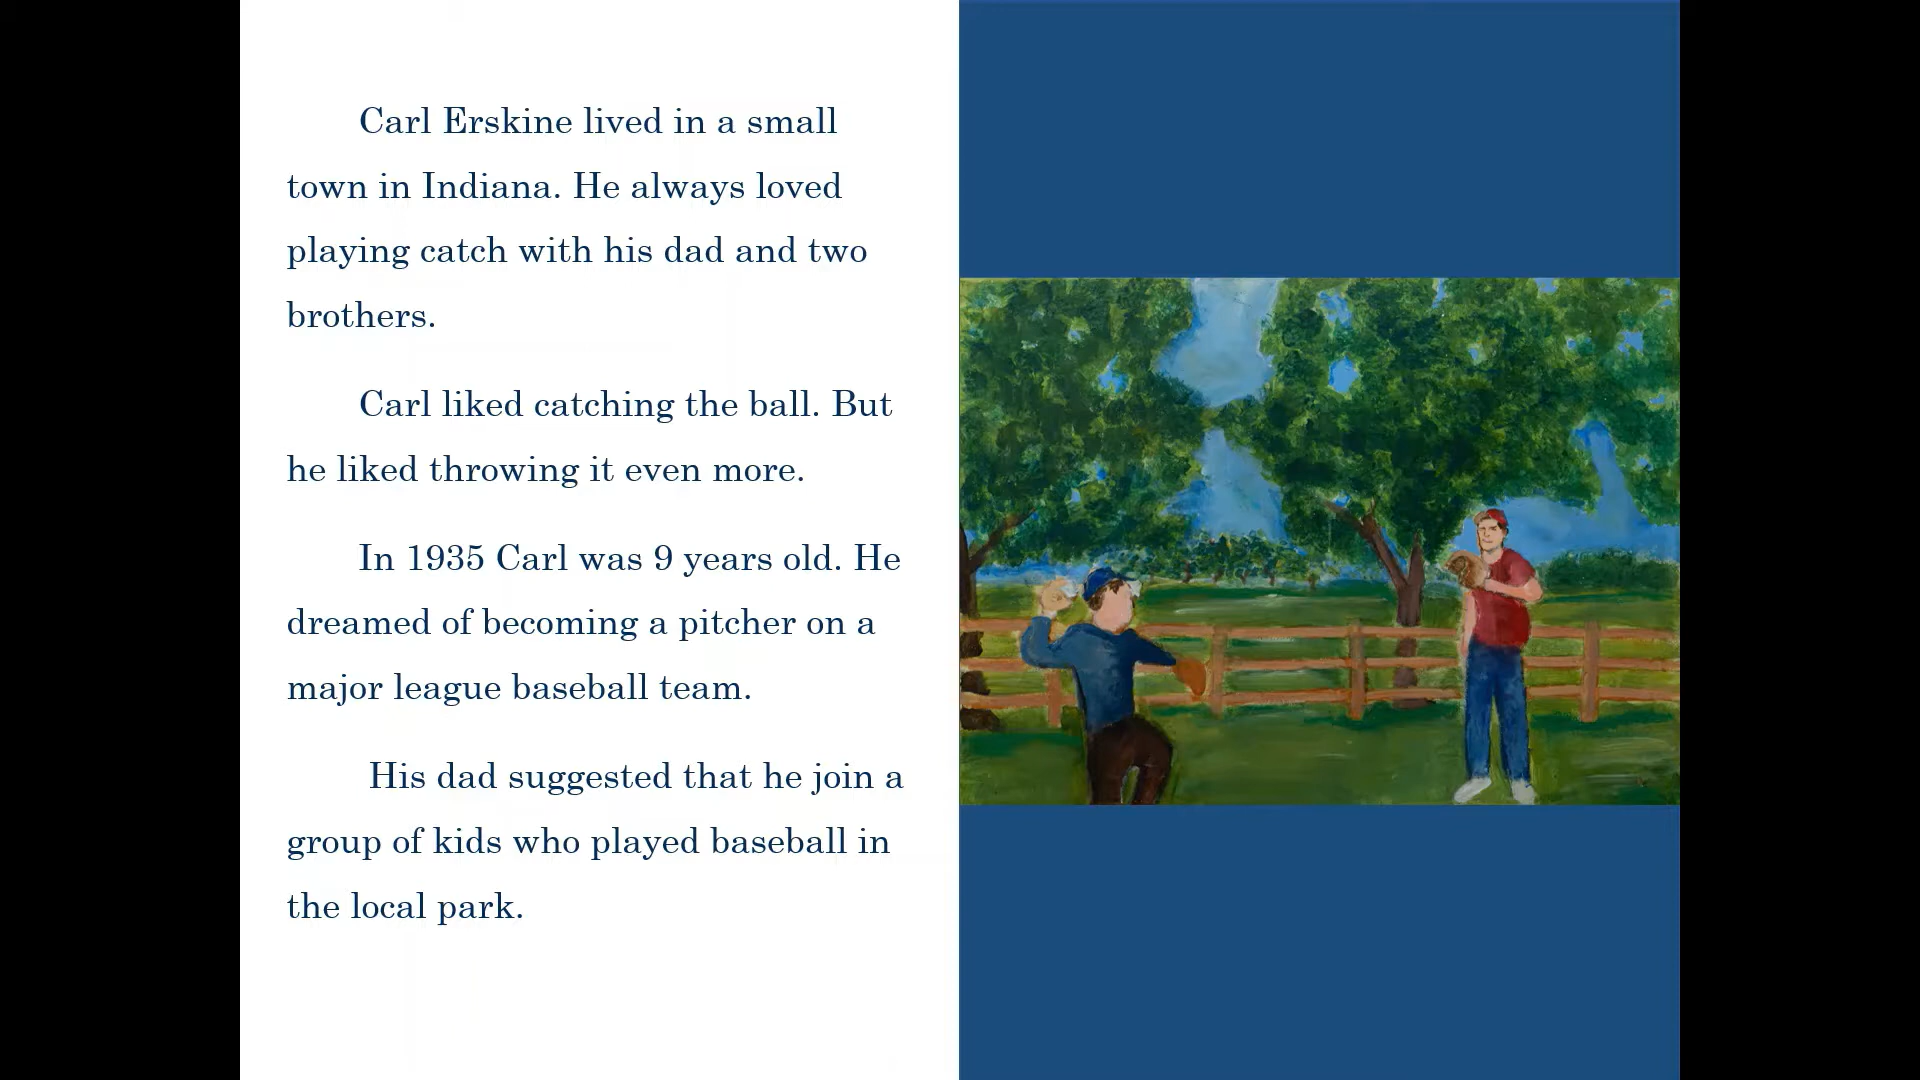 Carl Erskine lived in a small
town in Indiana. He always loved
playing catch with his dad and two
brothers.
Carl liked catching the ball. But
he liked throwing it even more.
In 1935 Carl was 9 years old. He
dreamed of becoming a pitcher on a
major league baseball team.
His dad suggested that he join a
group of kids who played baseball in
the local park.